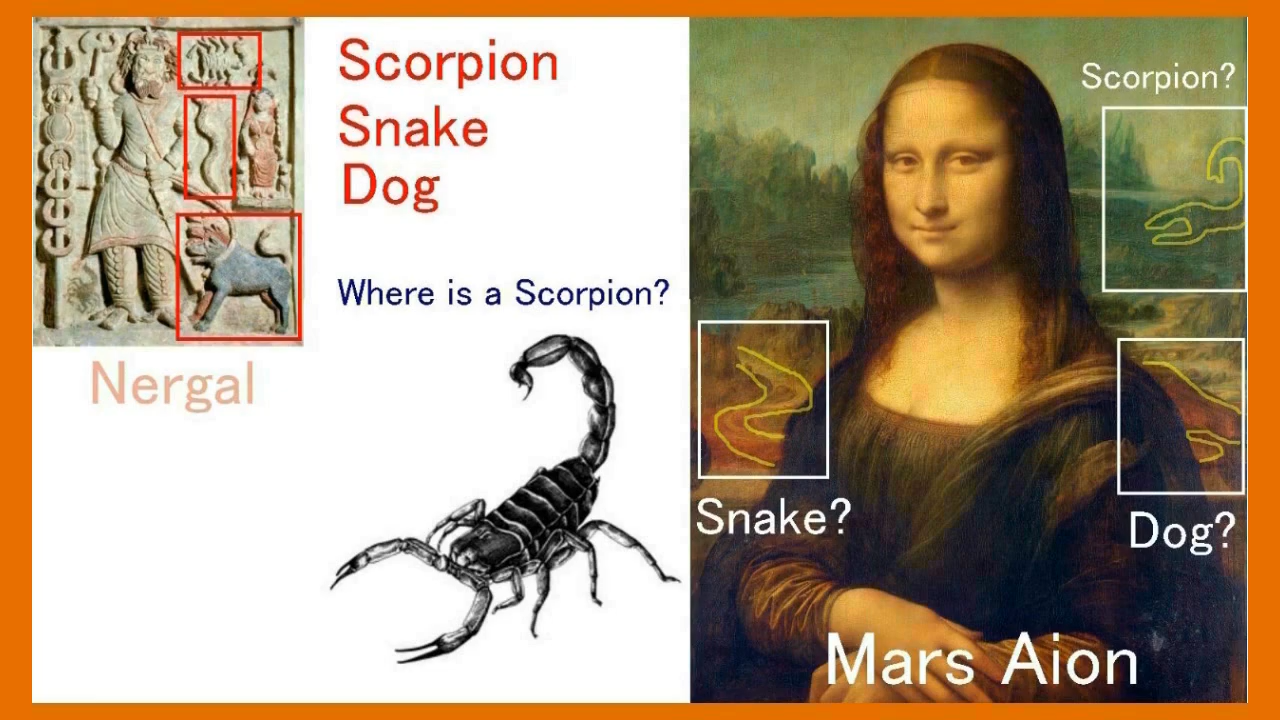 Scorpion
Snake
Dog
Where is a Scorpion?
Nergal
Scorpion?
Snake?
Dog?
Mars Aion